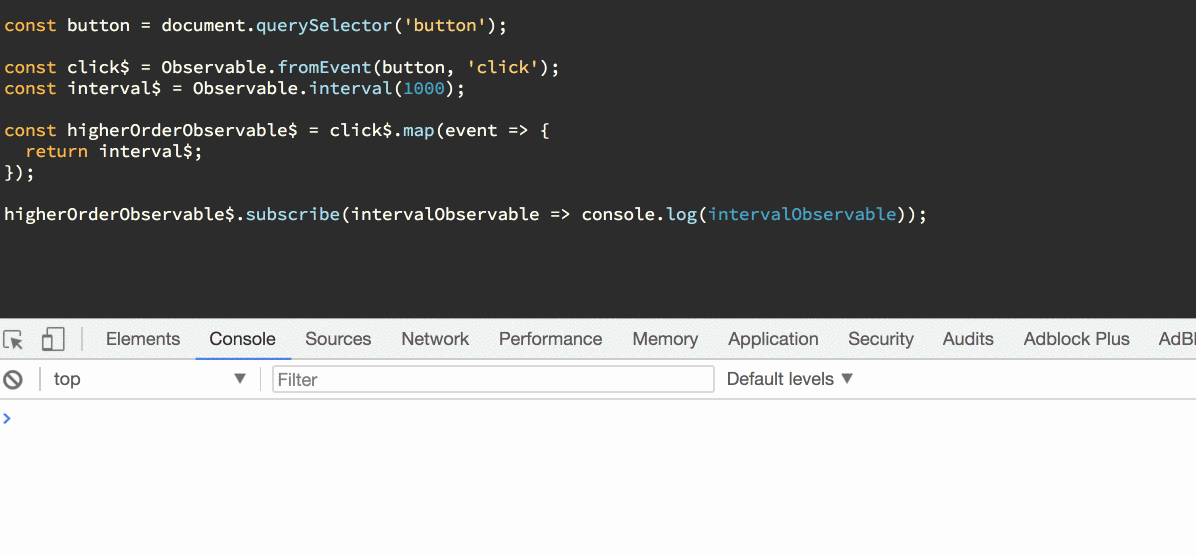 const button = document.querySelector('button');
const click$ = Observable.fromEvent(button, 'click');
const interval$ = Observable.interval(1000);
const higherOrderObservable$ = click$.map(event => {
  return interval$;
});
higherOrderObservable$.subscribe(intervalObservable => console.log(intervalObservable));
Elements Console Sources Network Performance Memory Application Security Audits Adblock Plus AdBl
top ▼ Filter Default levels ▼
>